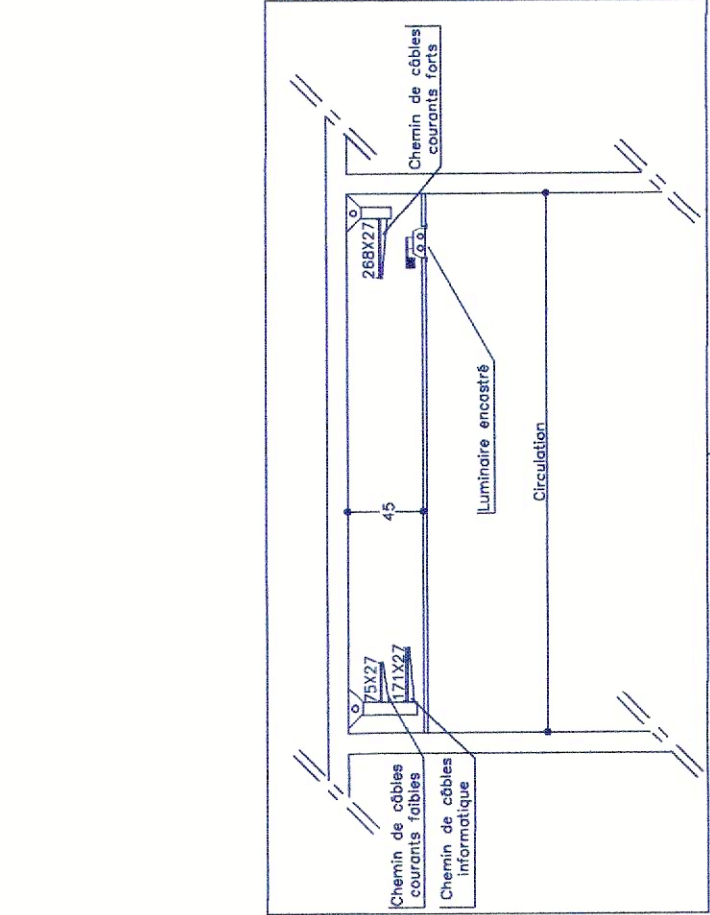 Chemin de câbles
courants forts
268X27
Luminaire encastré
45
Circulation
75X27
171X27
Chemin de câbles
courants faibles
Chemin de câbles
informatique